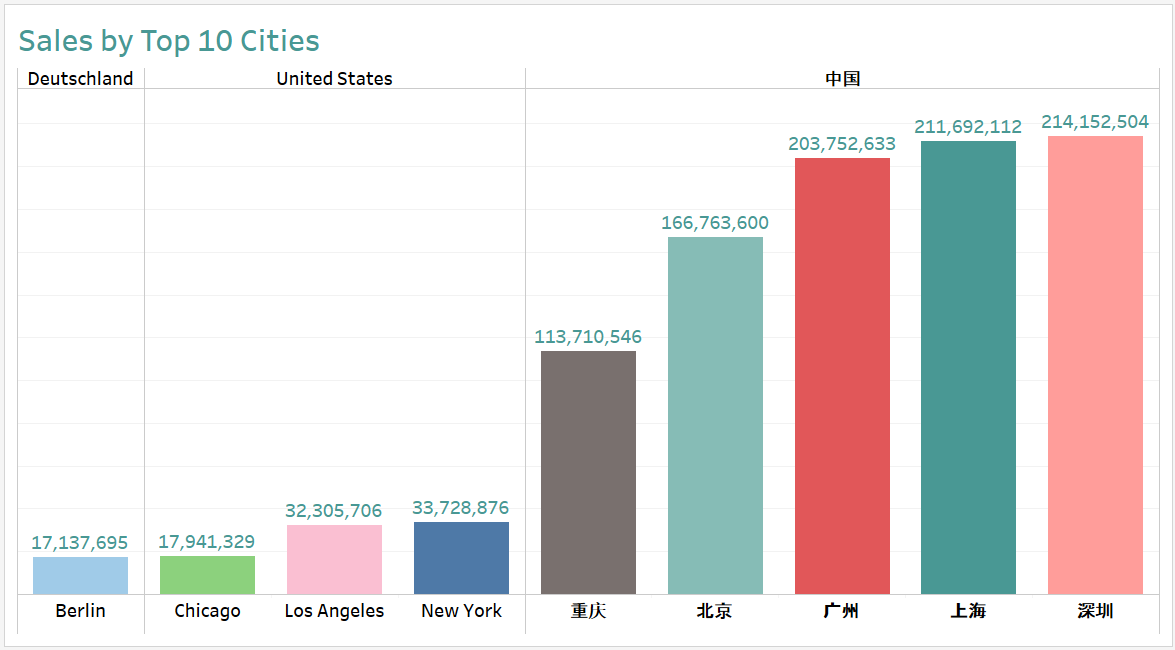 Sales by Top 10 Cities
Deutschland United States 中国
17,137,695 17,941,329 32,305,706 33,728,876 113,710,546 166,763,600 203,752,633 211,692,112 214,152,504
Berlin Chicago Los Angeles New York 重庆 北京 广州 上海 深圳